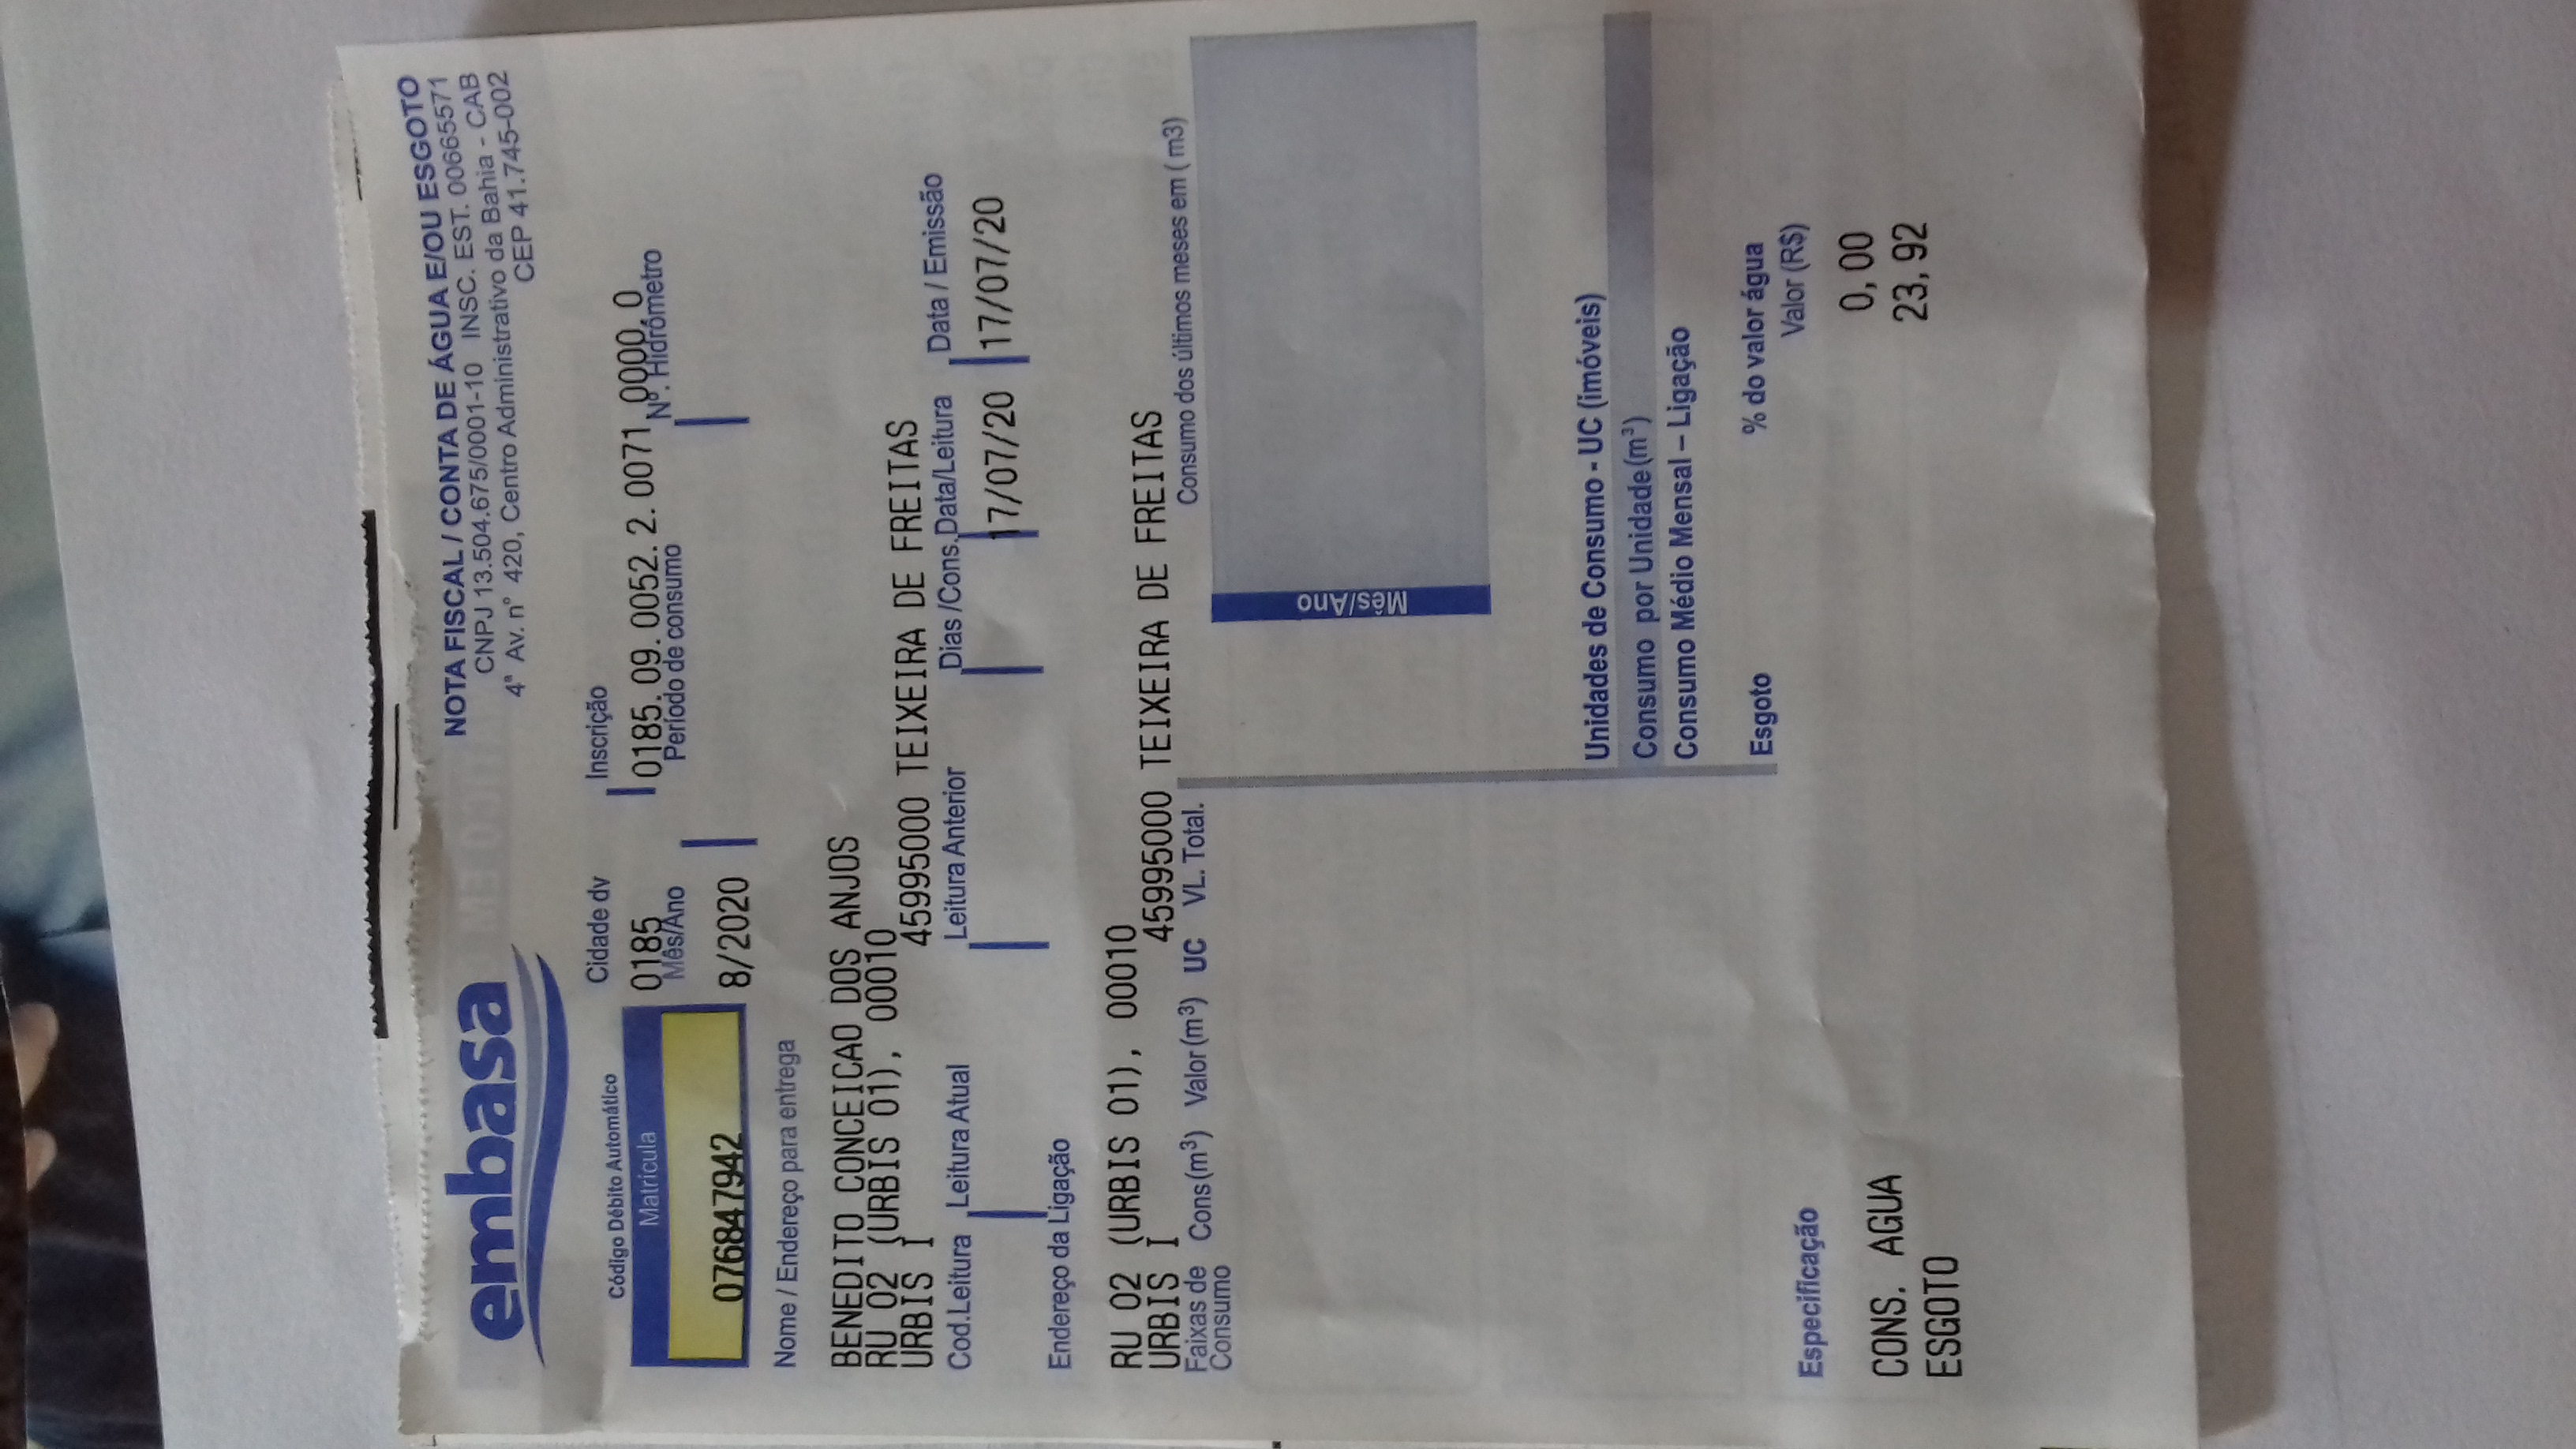 embasa
NOTA FISCAL / CONTA DE ÁGUA E/OU ESGOTO
CNPJ 13.504.675/0001-10 INSC. EST. 00665571
4ª Av. nº 420, Centro Administrativo da Bahia - CAB
CEP 41.745-002
Código Débito Automático
Matricula
076847942
Cidade dv
0185
Inscrição
0185.09.0052.2.0071.0000.0
Mês/Ano
8/2020
Período de consumo
Nº. Hidrômetro
Nome / Endereço para entrega
BENEDITO CONCEICAO DOS ANJOS
RU 02 (URBIS 01), 00010
URBIS I 45995000 TEIXEIRA DE FREITAS
Cod.Leitura Leitura Atual Leitura Anterior Dias /Cons. Data/Leitura Data / Emissão
17/07/20 17/07/20
Endereço da Ligação
RU 02 (URBIS 01), 00010
URBIS I 45995000 TEIXEIRA DE FREITAS
Faixas de Consumo Cons(m³) Valor(m³) UC VL. Total.
Consumo dos últimos meses em ( m3)
Mês/Ano
Unidades de Consumo - UC (imóveis)
Consumo por Unidade(m³)
Consumo Médio Mensal – Ligação
Esgoto % do valor água
Especificação Valor (R$)
CONS. AGUA 0,00
ESGOTO 23,92